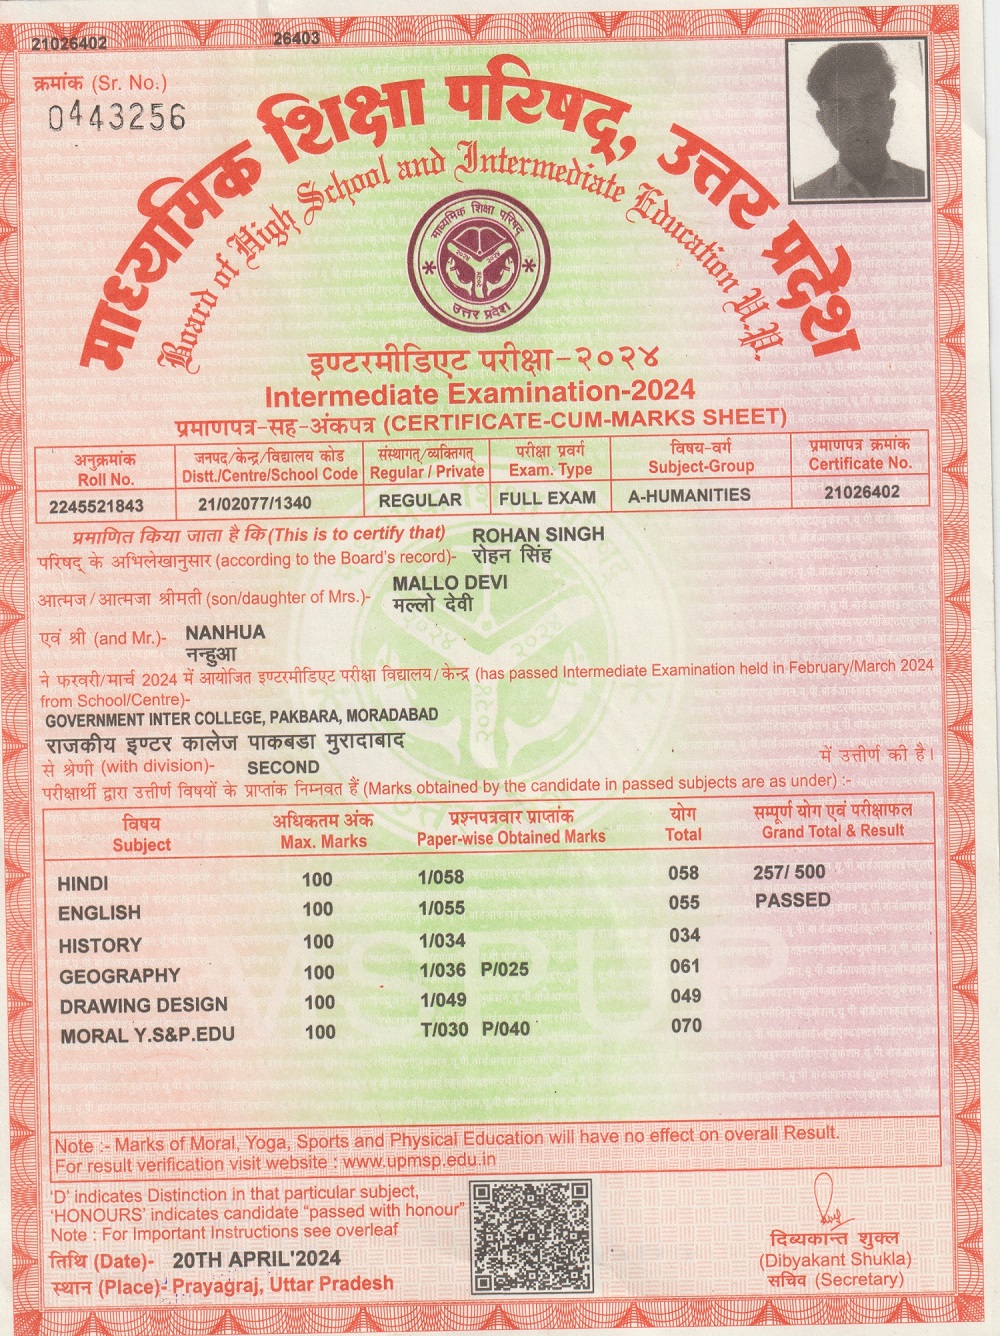 21026402 26403
क्रमांक (Sr. No.)
0443256
माध्यमिक शिक्षा परिषद्, उत्तर प्रदेश
Board of High School and Intermediate Education U.P.
माध्यमिक शिक्षा परिषद्
उत्तर प्रदेश
इण्टरमीडिएट परीक्षा-२०२४
Intermediate Examination-2024
प्रमाणपत्र-सह-अंकपत्र (CERTIFICATE-CUM-MARKS SHEET)
अनुक्रमांक जनपद/केन्द्र/विद्यालय कोड संस्थागत्/व्यक्तिगत् परीक्षा प्रवर्ग विषय-वर्ग प्रमाणपत्र क्रमांक
Roll No. Distt./Centre/School Code Regular / Private Exam. Type Subject-Group Certificate No.
2245521843 21/02077/1340 REGULAR FULL EXAM A-HUMANITIES 21026402
प्रमाणित किया जाता है कि (This is to certify that) ROHAN SINGH
परिषद् के अभिलेखानुसार (according to the Board's record)- रोहन सिंह
MALLO DEVI
आत्मज/आत्मजा श्रीमती (son/daughter of Mrs.)- मल्लो देवी
एवं श्री (and Mr.)- NANHUA
नन्हुआ
ने फरवरी/मार्च 2024 में आयोजित इण्टरमीडिएट परीक्षा विद्यालय/केन्द्र (has passed Intermediate Examination held in February/March 2024
from School/Centre)-
GOVERNMENT INTER COLLEGE, PAKBARA, MORADABAD
राजकीय इण्टर कालेज पाकबडा मुरादाबाद
में उत्तीर्ण की है।
से श्रेणी (with division)- SECOND
परीक्षार्थी द्वारा उत्तीर्ण विषयों के प्राप्तांक निम्नवत हैं (Marks obtained by the candidate in passed subjects are as under) :-
विषय अधिकतम अंक प्रश्नपत्रवार प्राप्तांक योग सम्पूर्ण योग एवं परीक्षाफल
Subject Max. Marks Paper-wise Obtained Marks Total Grand Total & Result
HINDI 100 1/058 058 257/ 500
ENGLISH 100 1/055 055 PASSED
HISTORY 100 1/034 034
GEOGRAPHY 100 1/036 P/025 061
DRAWING DESIGN 100 1/049 049
MORAL Y.S&P.EDU 100 T/030 P/040 070
Note :- Marks of Moral, Yoga, Sports and Physical Education will have no effect on overall Result.
For result verification visit website : www.upmsp.edu.in
'D' indicates Distinction in that particular subject,
'HONOURS' indicates candidate "passed with honour"
Note : For Important Instructions see overleaf
तिथि (Date)- 20TH APRIL'2024
स्थान (Place)- Prayagraj, Uttar Pradesh
दिब्यकान्त शुक्ल
(Dibyakant Shukla)
सचिव (Secretary)